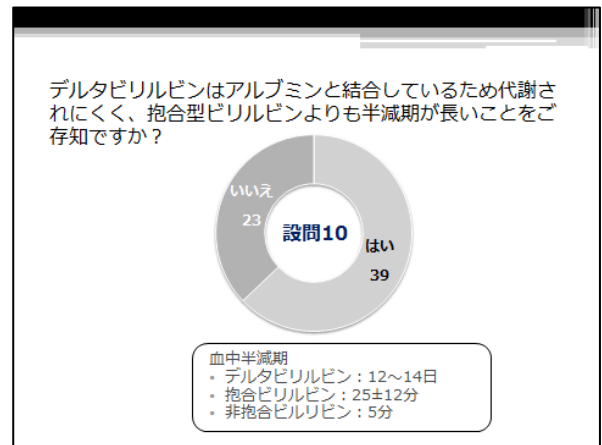 デルタビリルビンはアルブミンと結合しているため代謝さ
れにくく、抱合型ビリルビンよりも半減期が長いことをご
存知ですか？
いいえ
23
設問10
はい
39
血中半減期
・デルタビリルビン：12～14日
・抱合ビリルビン：25±12分
・非抱合ビルリビン：5分